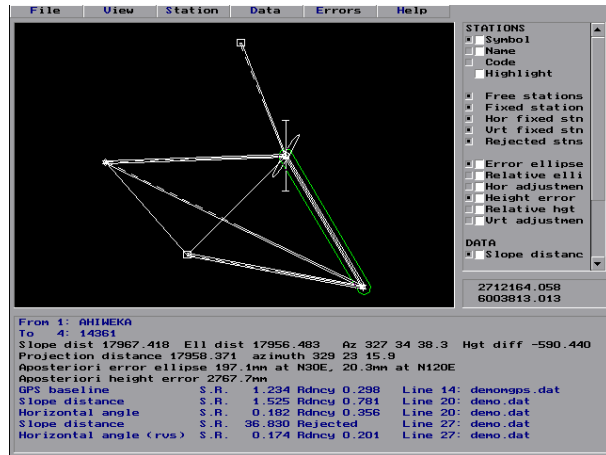 File View Station Data Errors Help
STATIONS
Symbol
Name
Code
Highlight
Free stations
Fixed station
Hor fixed stn
Vrt fixed stn
Rejected stns
Error ellipse
Relative elli
Hor adjustmen
Height error
Relative hgt
Vrt adjustmen
DATA
Slope distanc
2712164.058
6003813.013
From 1: AHIWEKA
To 4: 14361
Slope dist 17967.418 Ell dist 17956.483 Az 327 34 38.3 Hgt diff -590.440
Projection distance 17958.371 azimuth 329 23 15.9
Aposteriori error ellipse 197.1mm at N30E, 20.3mm at N120E
Aposteriori height error 2767.7mm
GPS baseline S.R. 1.234 Rdncy 0.298 Line 14: demomgps.dat
Slope distance S.R. 1.525 Rdncy 0.781 Line 20: demo.dat
Horizontal angle S.R. 0.182 Rdncy 0.356 Line 20: demo.dat
Slope distance S.R. 36.830 Rejected Line 27: demo.dat
Horizontal angle (rvs) S.R. 0.174 Rdncy 0.201 Line 27: demo.dat